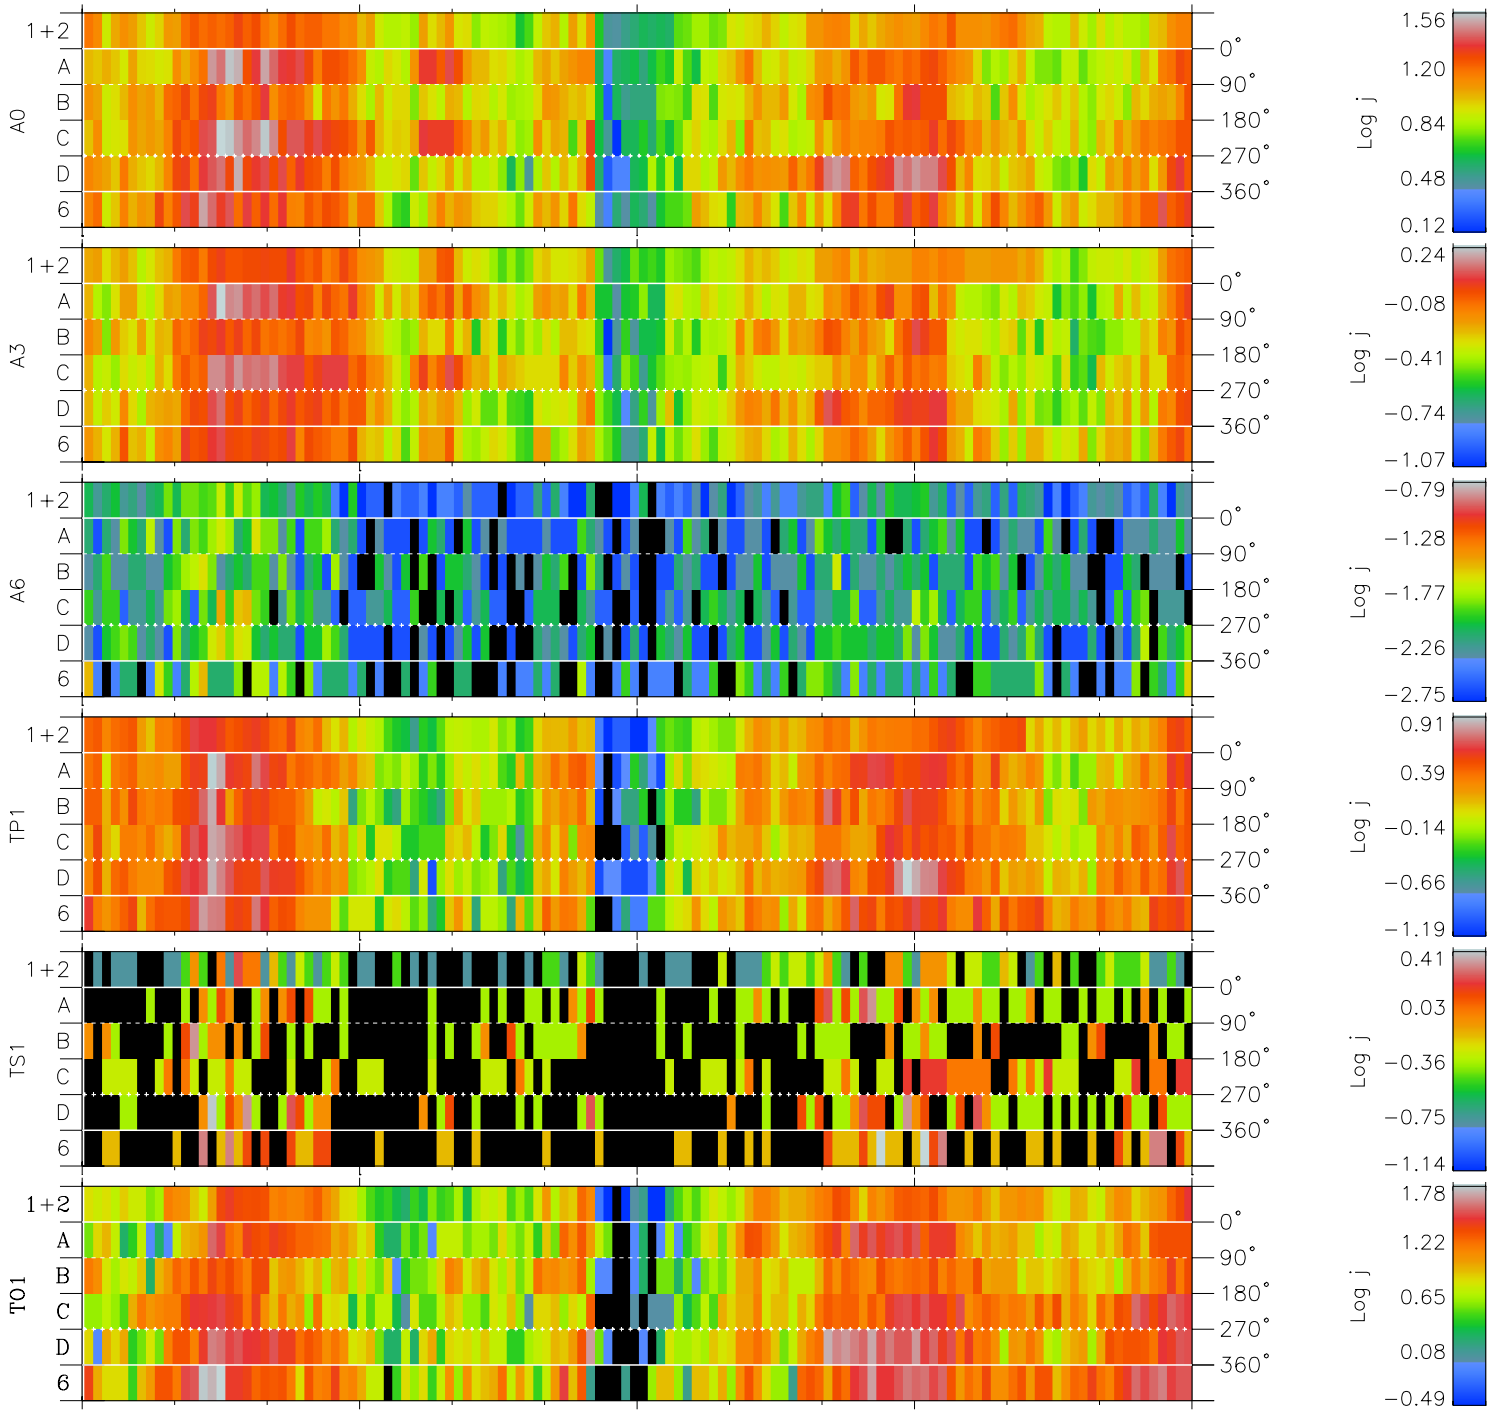 A0
1+2
A
B
C
D
6
0°
90°
180°
270°
360°
Log j
1.56
1.20
0.84
0.48
0.12
A3
1+2
A
B
C
D
6
0°
90°
180°
270°
360°
Log j
0.24
−0.08
−0.41
−0.74
−1.07
A6
1+2
A
B
C
D
6
0°
90°
180°
270°
360°
Log j
−0.79
−1.28
−1.77
−2.26
−2.75
TP1
1+2
A
B
C
D
6
0°
90°
180°
270°
360°
Log j
0.91
0.39
−0.14
−0.66
−1.19
TS1
1+2
A
B
C
D
6
0°
90°
180°
270°
360°
Log j
0.41
0.03
−0.36
−0.75
−1.14
TO1
1+2
A
B
C
D
6
0°
90°
180°
270°
360°
Log j
1.78
1.22
0.65
0.08
−0.49